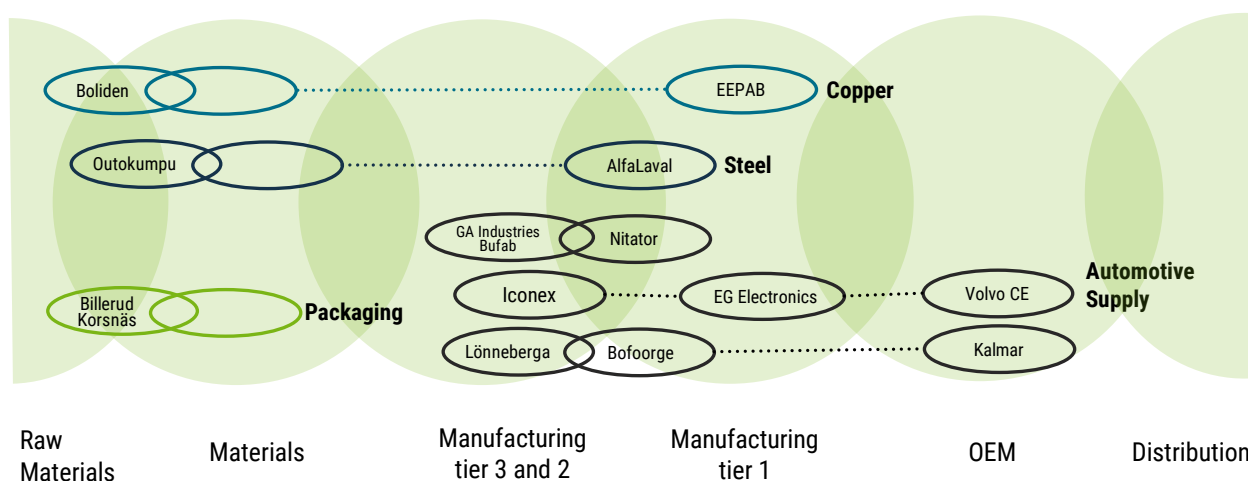 Boliden
EEPAB
Copper
Outokumpu
AlfaLaval
Steel
GA Industries
Bufab
Nitator
Billerud
Korsnäs
Packaging
Iconex
EG Electronics
Volvo CE
Automotive
Supply
Lönneberga
Bofoorge
Kalmar
Raw
Materials
Materials
Manufacturing
tier 3 and 2
Manufacturing
tier 1
OEM
Distribution